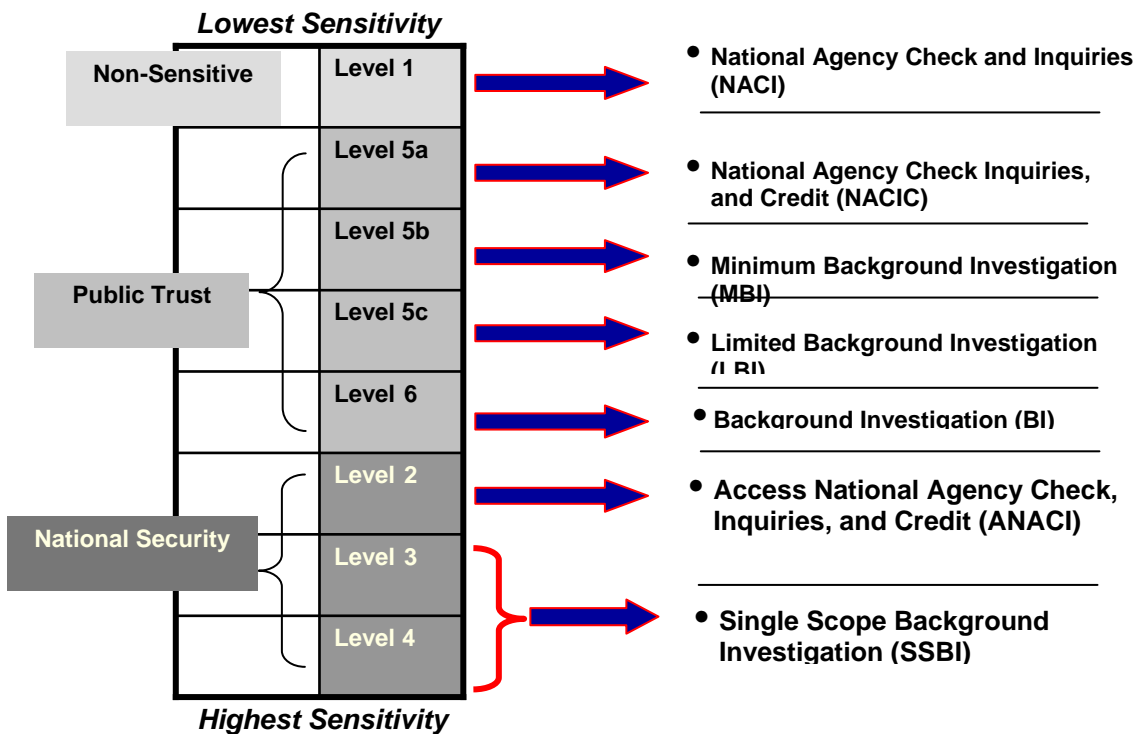 Lowest Sensitivity
Non-Sensitive
Level 1
• National Agency Check and Inquiries
(NACI)
Level 5a
• National Agency Check Inquiries,
and Credit (NACIC)
Public Trust
Level 5b
• Minimum Background Investigation
(MBI)
Level 5c
• Limited Background Investigation
(LBI)
Level 6
• Background Investigation (BI)
National Security
Level 2
• Access National Agency Check,
Inquiries, and Credit (ANACI)
Level 3
Level 4
• Single Scope Background
Investigation (SSBI)
Highest Sensitivity